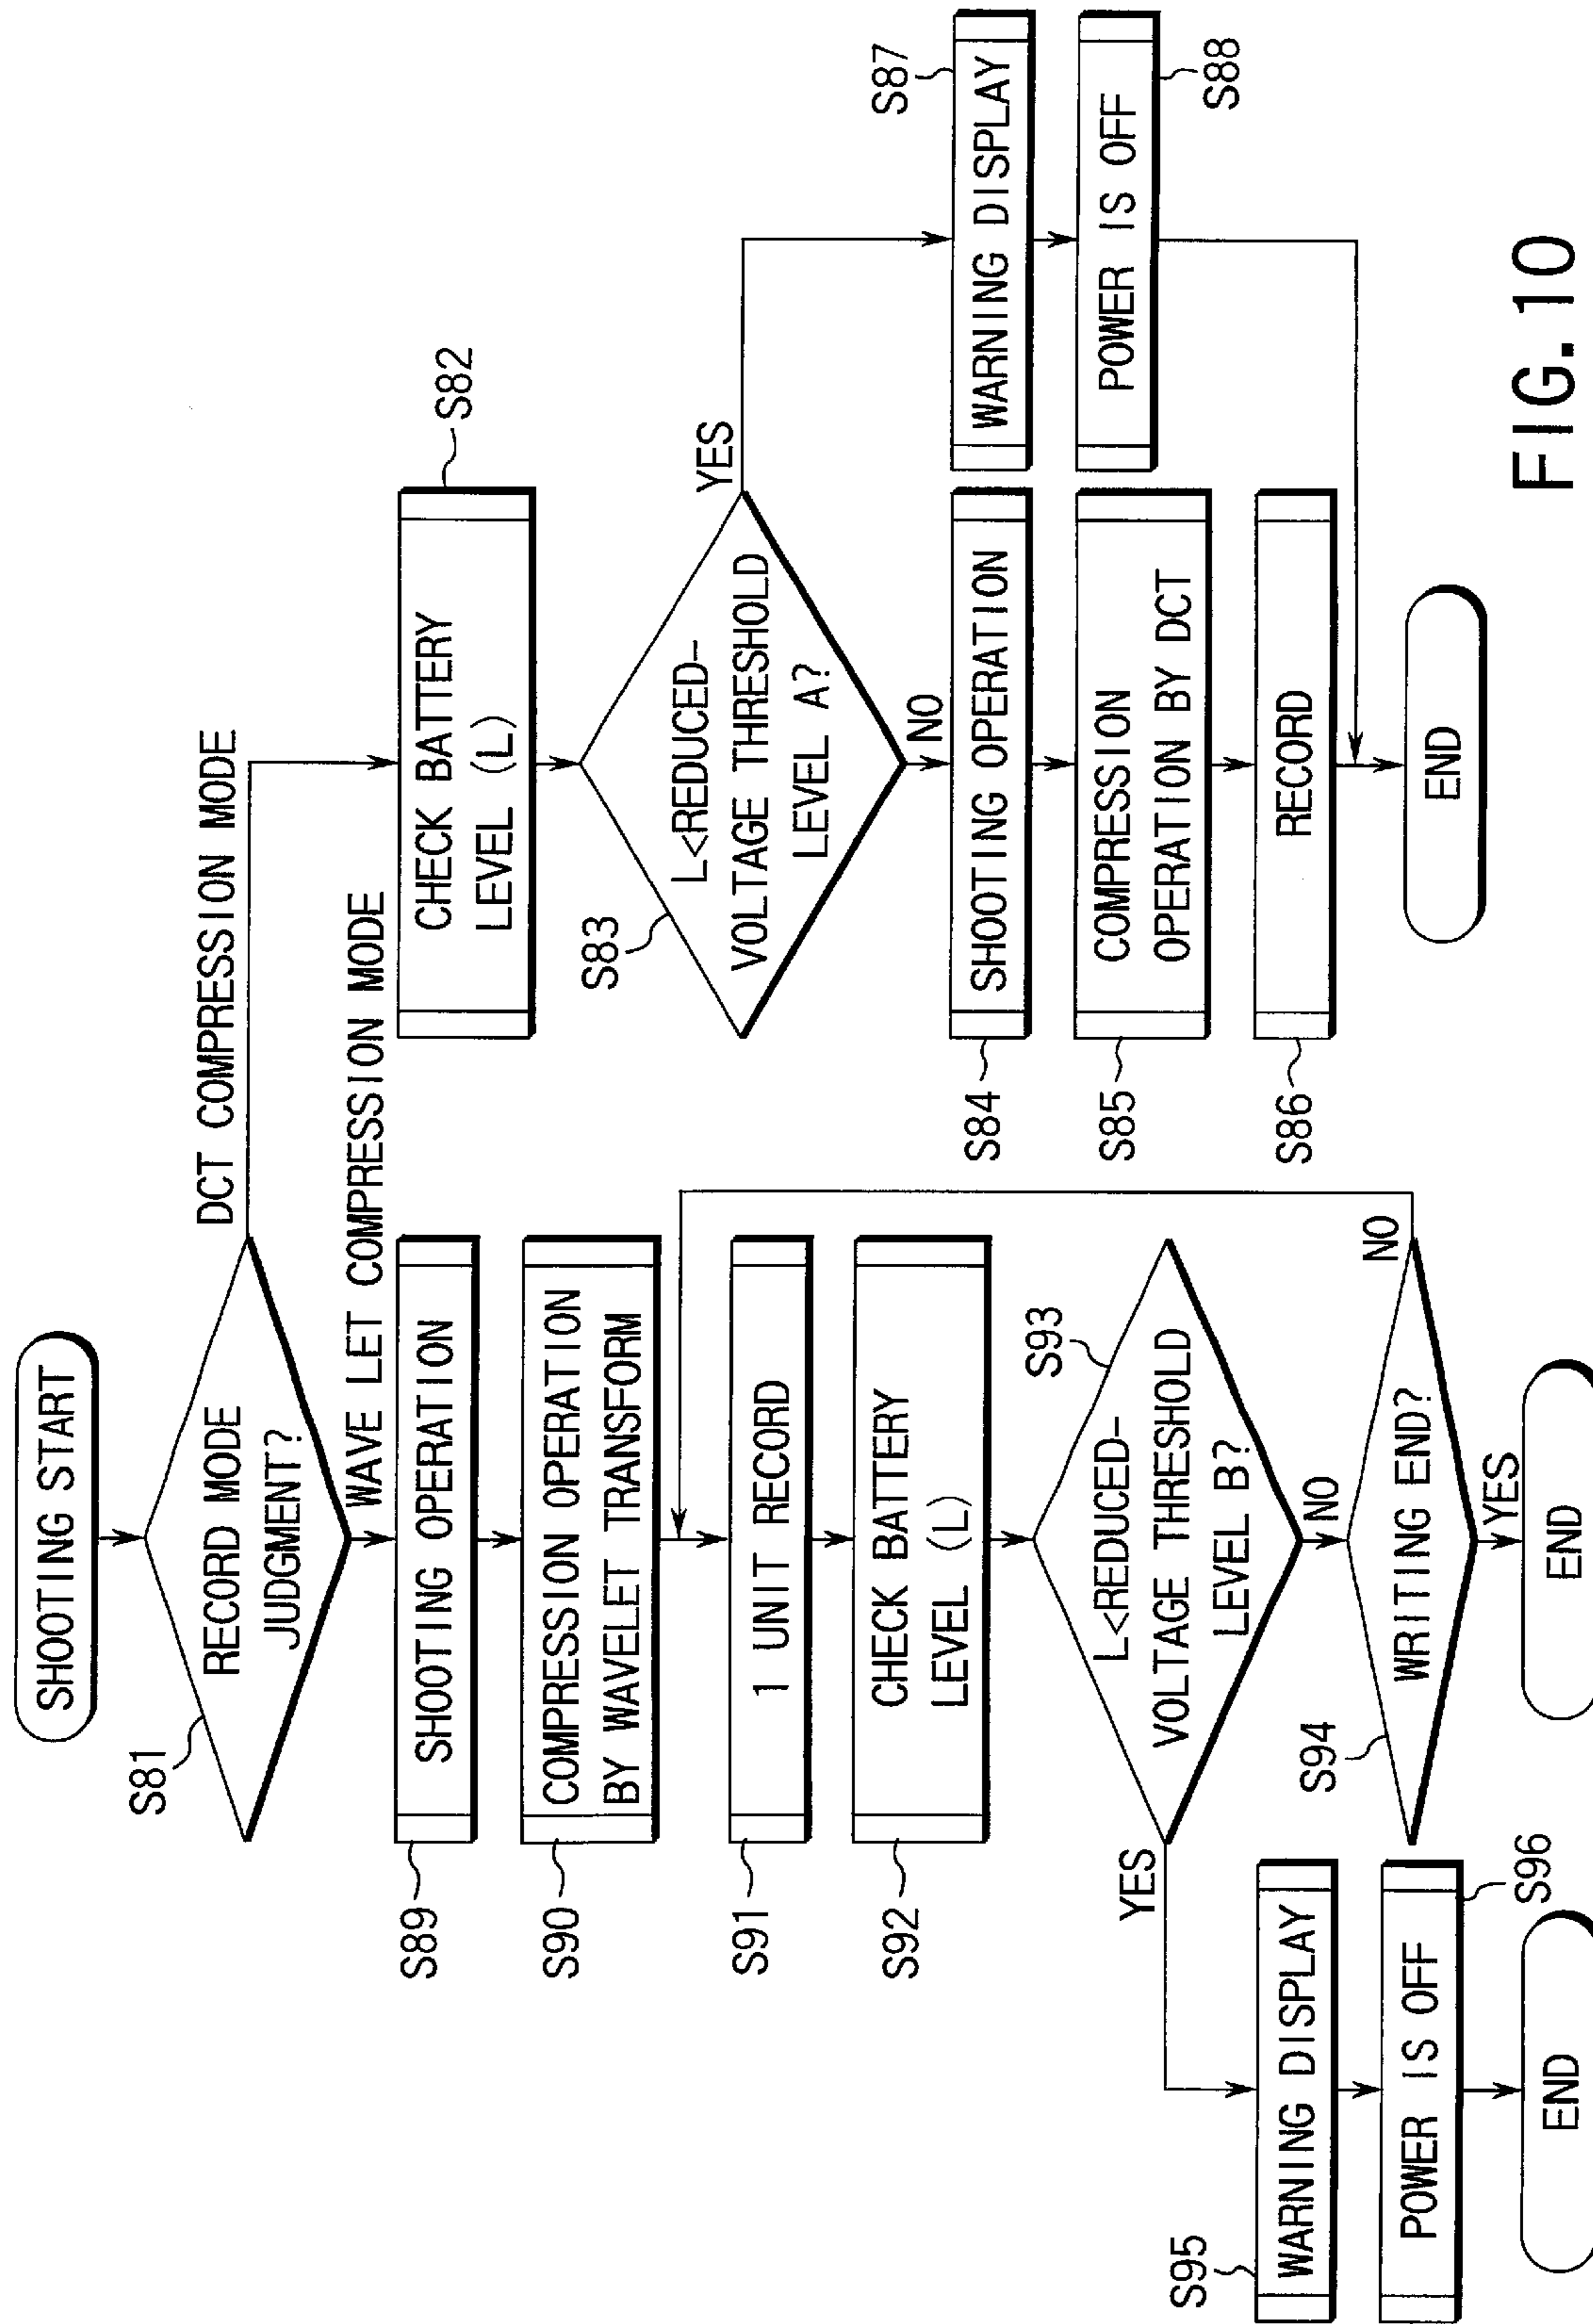 SHOOTING START
S81
RECORD MODE
JUDGMENT?
DCT COMPRESSION MODE
WAVE LET COMPRESSION MODE
S89
SHOOTING OPERATION
S90
COMPRESSION OPERATION
BY WAVELET TRANSFORM
S91
1 UNIT RECORD
S92
CHECK BATTERY
LEVEL (L)
S93
L<REDUCED-
VOLTAGE THRESHOLD
LEVEL B?
YES
NO
S94
WRITING END?
NO
YES
END
S95
WARNING DISPLAY
POWER IS OFF
S96
END
S82
CHECK BATTERY
LEVEL (L)
S83
L<REDUCED-
VOLTAGE THRESHOLD
LEVEL A?
YES
NO
S84
SHOOTING OPERATION
S85
COMPRESSION
OPERATION BY DCT
S86
RECORD
END
S87
WARNING DISPLAY
POWER IS OFF
S88
FIG. 10